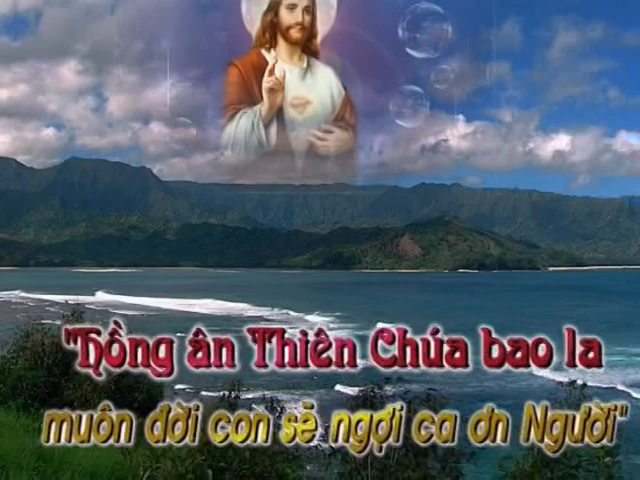 "Hồng ân Thiên Chúa bao la
muôn đời con sẽ ngợi ca ơn Người"